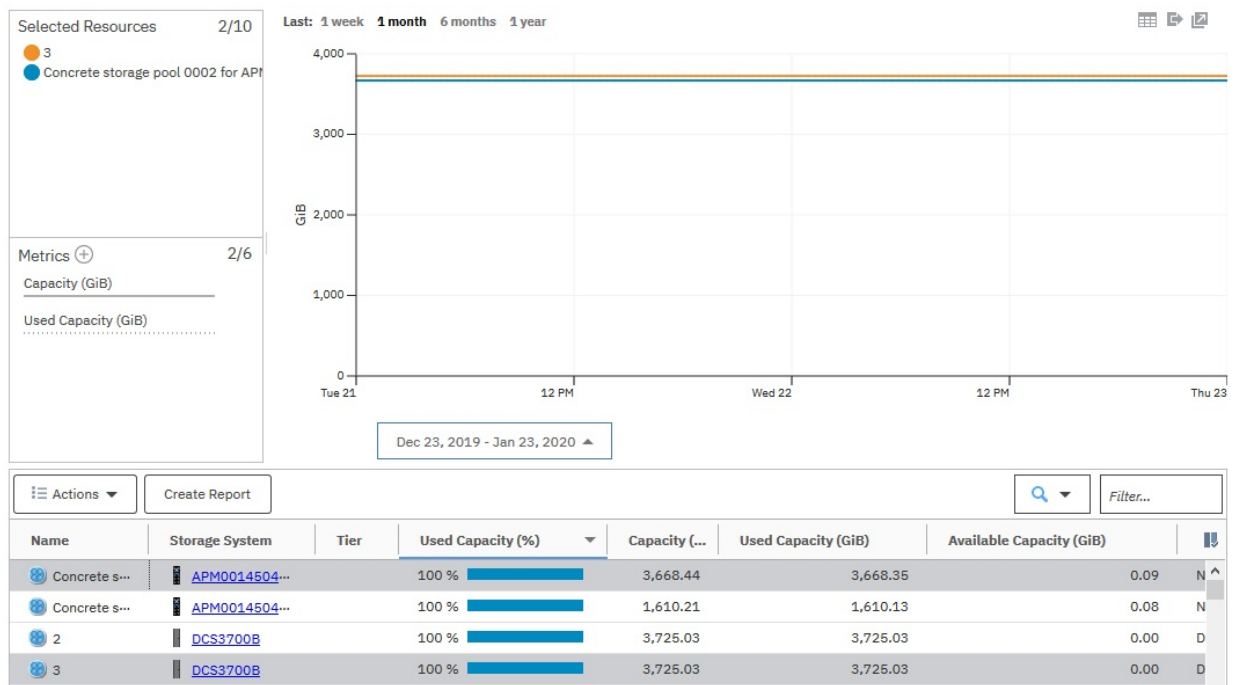 Selected Resources 2/10
3
Concrete storage pool 0002 for AP
Metrics 2/6
Capacity (GiB)
Used Capacity (GiB)
Last: 1 week 1 month 6 months 1 year
4,000
3,000
GiB
2,000
1,000
0
Tue 21 12 PM Wed 22 12 PM Thu 23
Dec 23, 2019 - Jan 23, 2020
Actions Create Report Filter...
Name Storage System Tier Used Capacity (%) Capacity (... Used Capacity (GiB) Available Capacity (GiB)
Concrete s··· APM0014504··· 100 % 3,668.44 3,668.35 0.09 N
Concrete s··· APM0014504··· 100 % 1,610.21 1,610.13 0.08 N
2 DCS3700B 100 % 3,725.03 3,725.03 0.00 D
3 DCS3700B 100 % 3,725.03 3,725.03 0.00 D